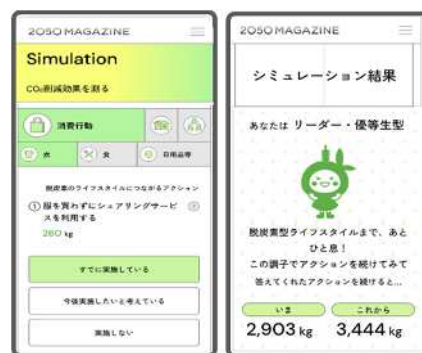 2050 MAGAZINE
Simulation
CO₂削減効果を測る
消費行動
衣
食
日用品等
脱炭素のライフスタイルにつながるアクション
① 服を買わずにシェアリングサービ
スを利用する
260 kg
すでに実施している
今後実施したいと考えている
実施しない
2050 MAGAZINE
シミュレーション結果
あなたは リーダー・優等生型
脱炭素型ライフスタイルまで、あと
ひと息！
この調子でアクションを続けてみて
答えてくれたアクションを続けると...
いま
これから
2,903 kg
3,444 kg